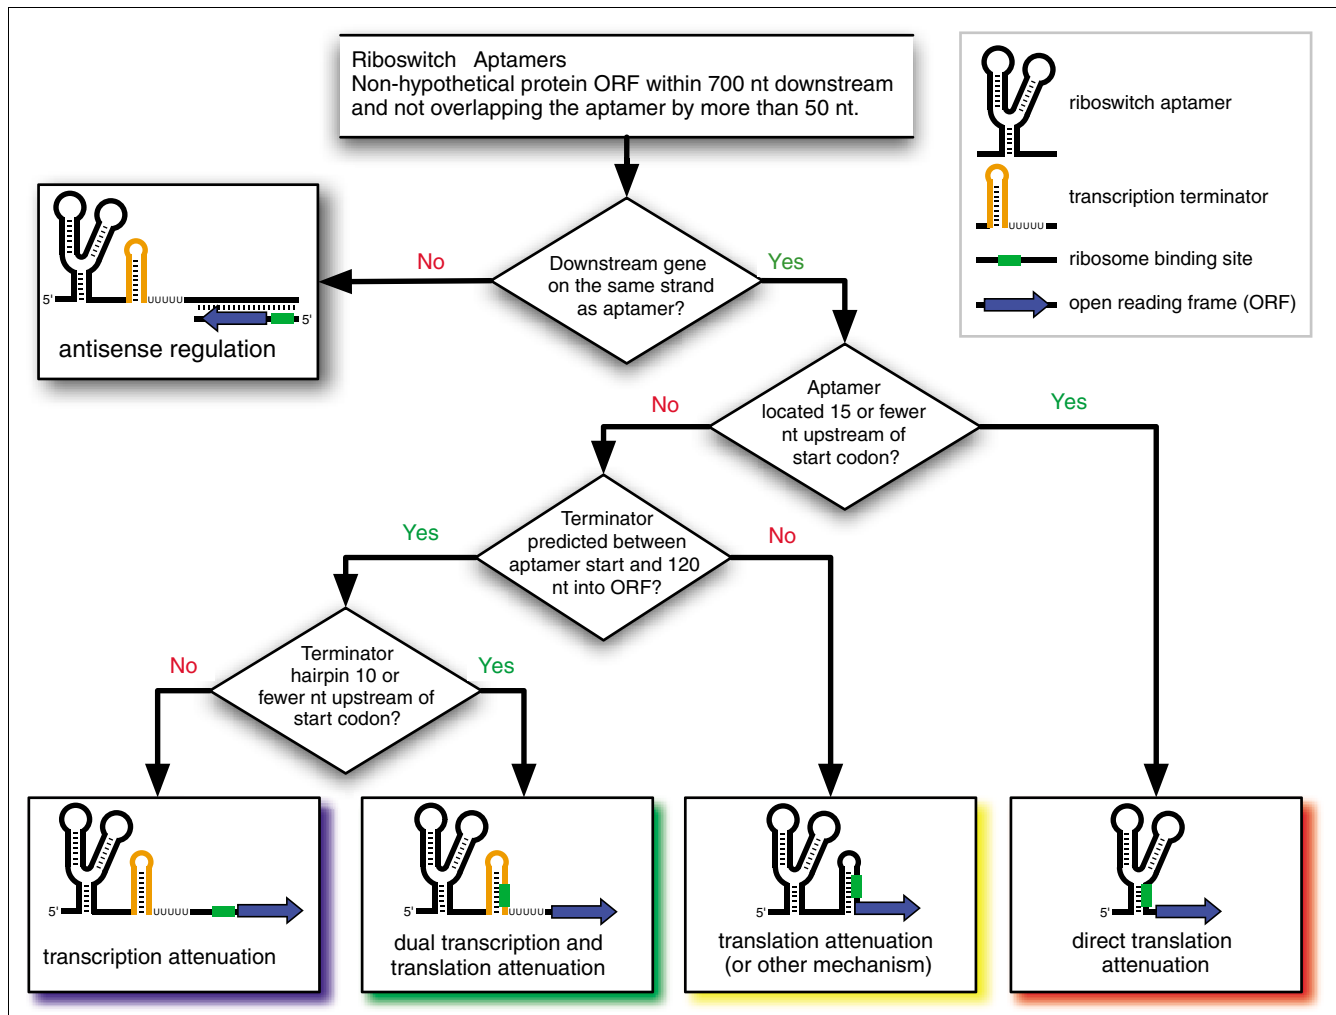 Riboswitch Aptamers
Non-hypothetical protein ORF within 700 nt downstream
and not overlapping the aptamer by more than 50 nt.
riboswitch aptamer
transcription terminator
UUUUU
ribosome binding site
open reading frame (ORF)
Downstream gene
on the same strand
as aptamer?
No
Yes
5'
UUUUU
5'
antisense regulation
Aptamer
located 15 or fewer
nt upstream of
start codon?
No
Yes
Terminator
predicted between
aptamer start and 120
nt into ORF?
Yes
No
Terminator
hairpin 10 or
fewer nt upstream of
start codon?
No
Yes
5'
UUUUU
transcription attenuation
5'
UUUUU
dual transcription and
translation attenuation
5'
translation attenuation
(or other mechanism)
5'
direct translation
attenuation